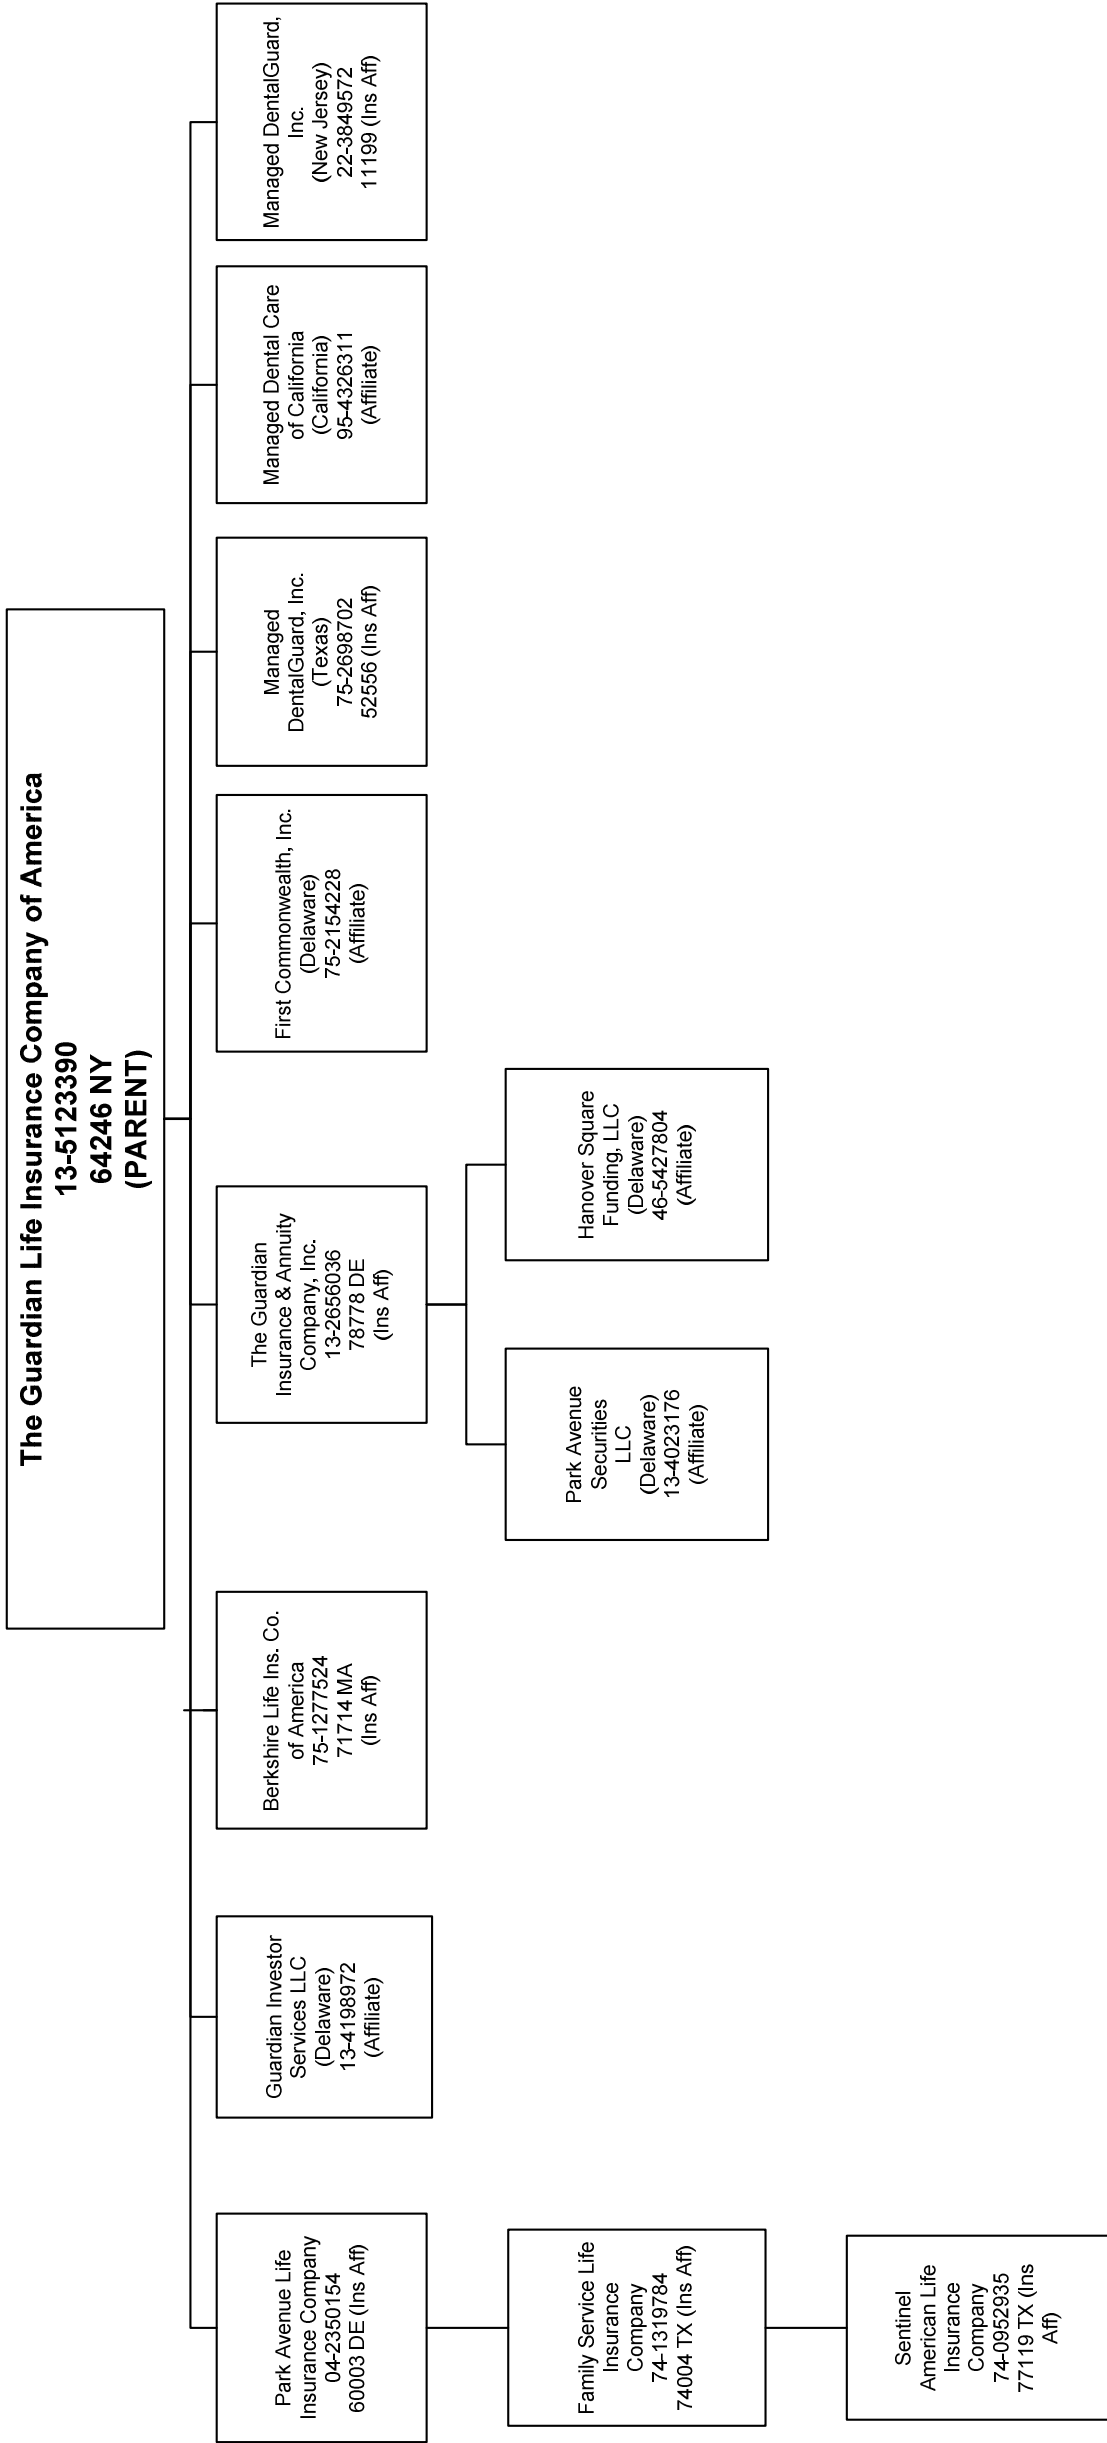 The Guardian Life Insurance Company of America
13-5123390
64246 NY
(PARENT)
Park Avenue Life
Insurance Company
04-2350154
60003 DE (Ins Aff)
Guardian Investor
Services LLC
(Delaware)
13-4198972
(Affiliate)
Berkshire Life Ins. Co.
of America
75-1277524
71714 MA
(Ins Aff)
The Guardian
Insurance & Annuity
Company, Inc.
13-2656036
78778 DE
(Ins Aff)
First Commonwealth, Inc.
(Delaware)
75-2154228
(Affiliate)
Managed
DentalGuard, Inc.
(Texas)
75-2698702
52556 (Ins Aff)
Managed Dental Care
of California
(California)
95-4326311
(Affiliate)
Managed DentalGuard,
Inc.
(New Jersey)
22-3849572
11199 (Ins Aff)
Family Service Life
Insurance
Company
74-1319784
74004 TX (Ins Aff)
Park Avenue
Securities
LLC
(Delaware)
13-4023176
(Affiliate)
Hanover Square
Funding, LLC
(Delaware)
46-5427804
(Affiliate)
Sentinel
American Life
Insurance
Company
74-0952935
77119 TX (Ins
Aff)